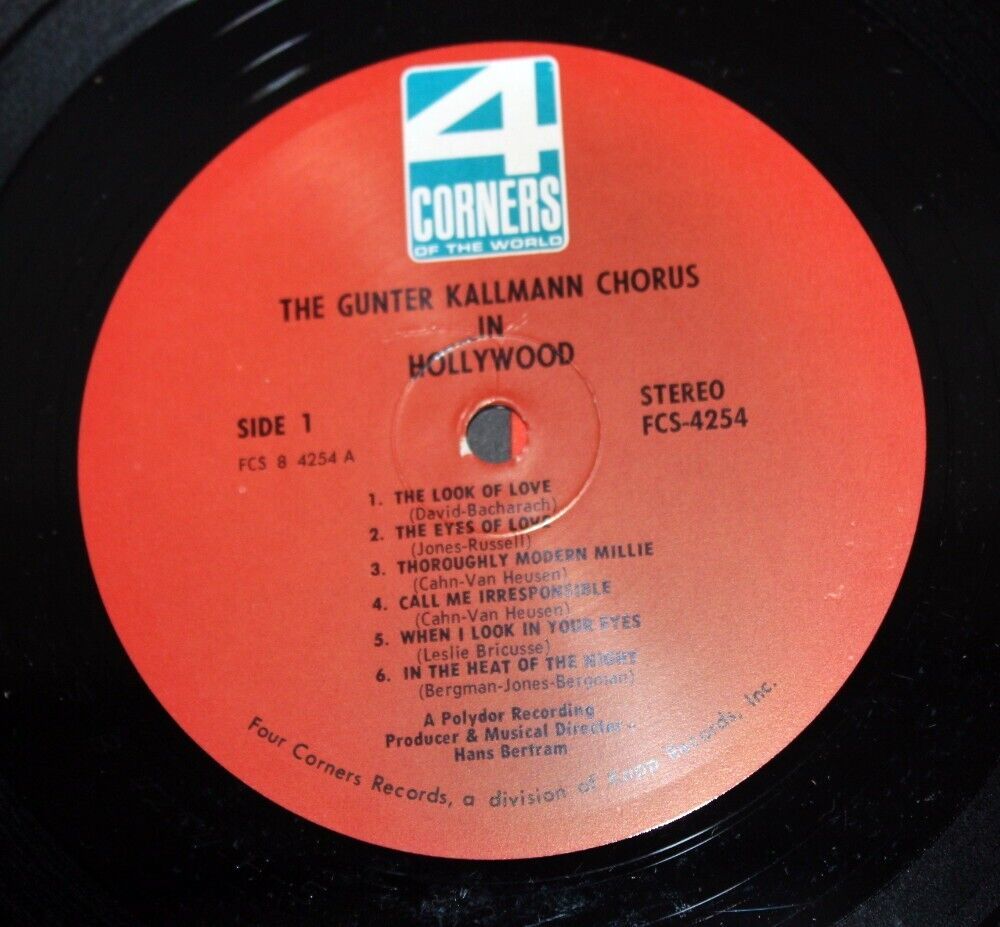 4
CORNERS
OF THE WORLD
THE GUNTER KALLMANN CHORUS
IN
HOLLYWOOD
SIDE 1
FCS 8 4254 A
STEREO
FCS-4254
1. THE LOOK OF LOVE
(David-Bacharach)
2. THE EYES OF LOVE
(Jones-Russell)
3. THOROUGHLY MODERN MILLIE
(Cahn-Van Heusen)
4. CALL ME IRRESPONSIBLE
(Cahn-Van Heusen)
5. WHEN I LOOK IN YOUR EYES
(Leslie Bricusse)
6. IN THE HEAT OF THE NIGHT
(Bergman-Jones-Bergman)
A Polydor Recording
Producer & Musical Director -
Hans Bertram
Four Corners Records, a division of Kapp Records, Inc.